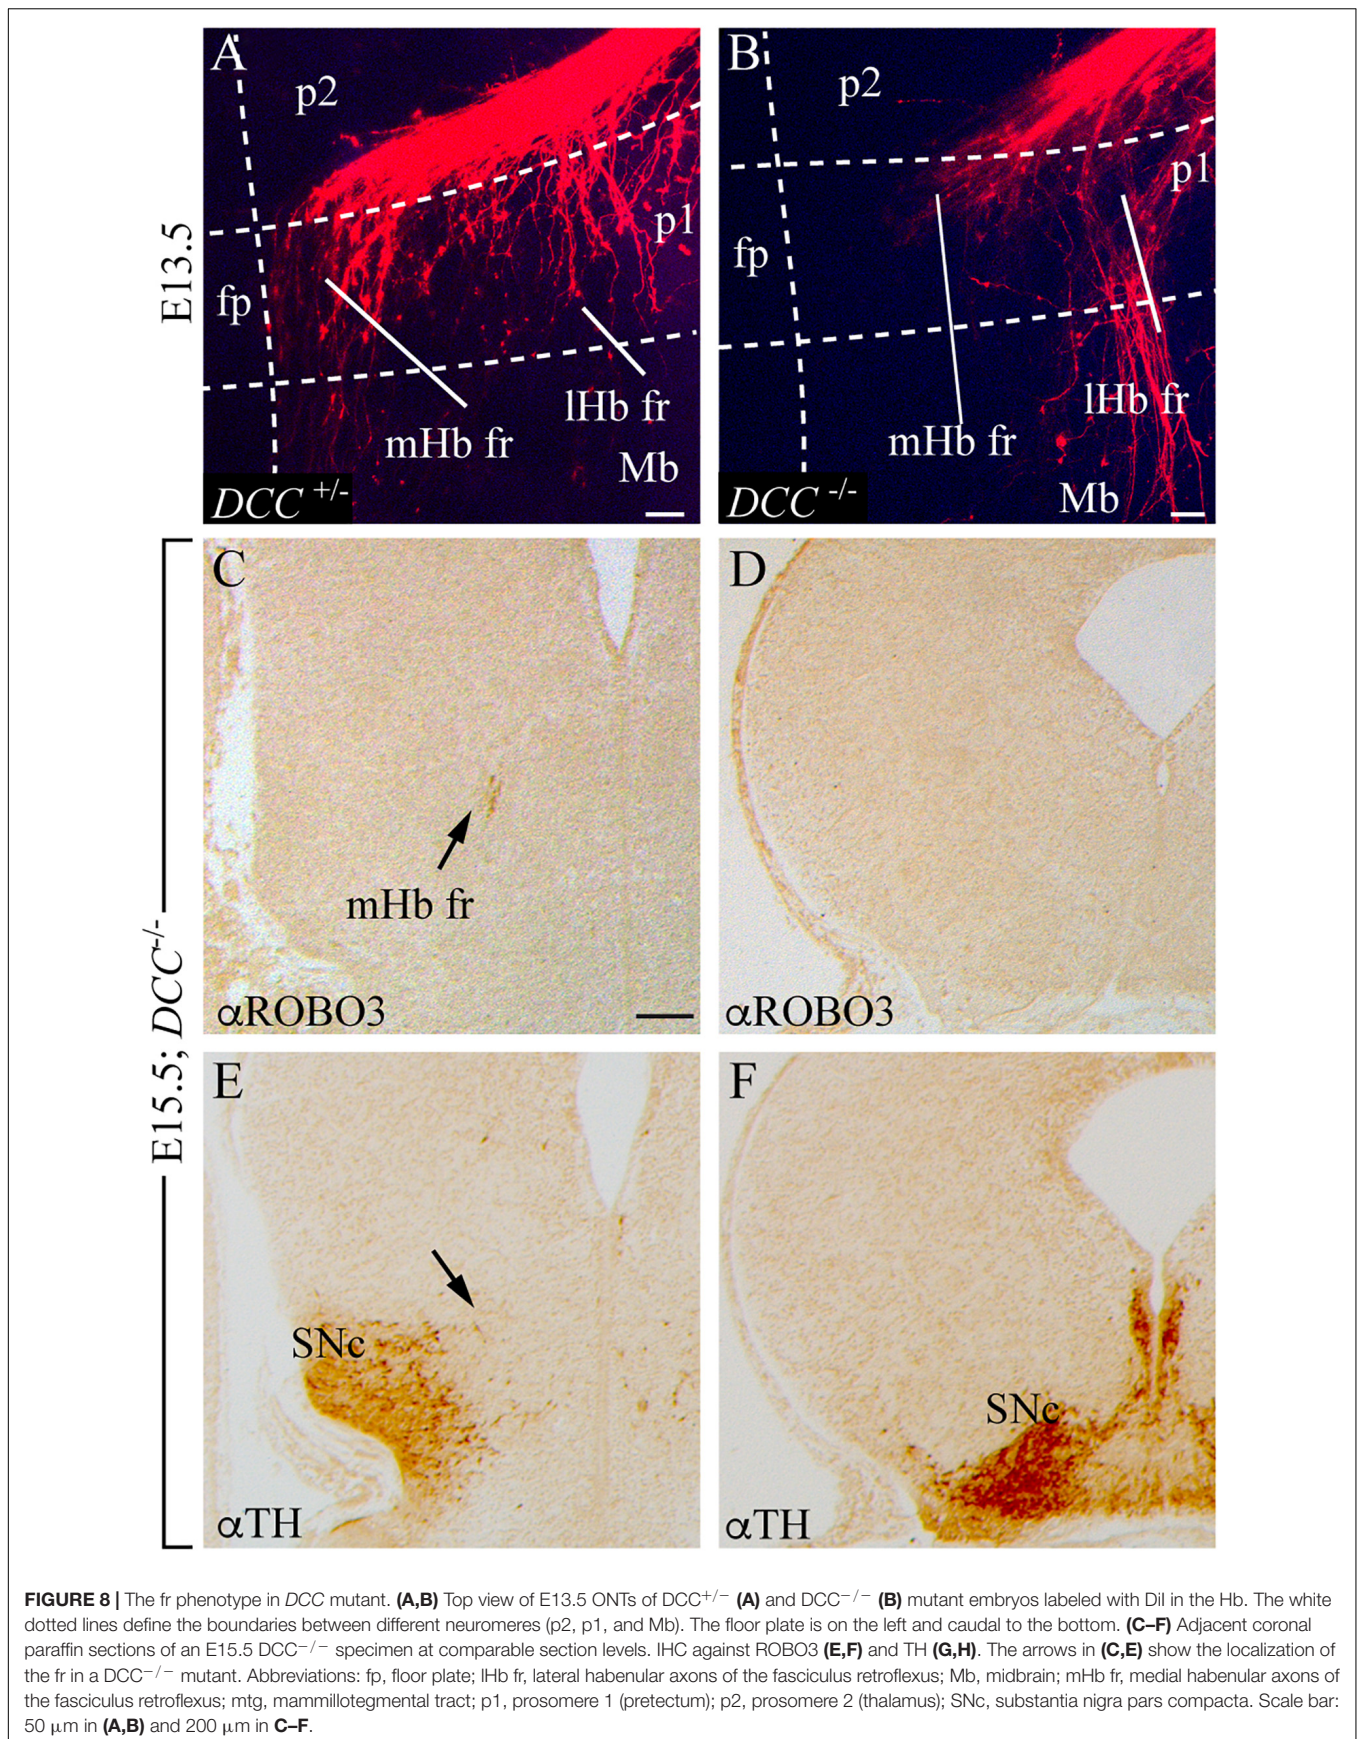 A
p2
p1
fp
mHb fr
lHb fr
Mb
DCC +/-
B
p2
p1
fp
mHb fr
lHb fr
Mb
DCC -/-
E13.5
C
mHb fr
αROBO3
D
αROBO3
E15.5; DCC-/-
E
SNc
αTH
F
SNc
αTH
FIGURE 8 | The fr phenotype in DCC mutant. (A,B) Top view of E13.5 ONTs of DCC+/− (A) and DCC−/− (B) mutant embryos labeled with DiI in the Hb. The white
dotted lines define the boundaries between different neuromeres (p2, p1, and Mb). The floor plate is on the left and caudal to the bottom. (C–F) Adjacent coronal
paraffin sections of an E15.5 DCC−/− specimen at comparable section levels. IHC against ROBO3 (E,F) and TH (G,H). The arrows in (C,E) show the localization of
the fr in a DCC−/− mutant. Abbreviations: fp, floor plate; lHb fr, lateral habenular axons of the fasciculus retroflexus; Mb, midbrain; mHb fr, medial habenular axons of
the fasciculus retroflexus; mtg, mammillotegmental tract; p1, prosomere 1 (pretectum); p2, prosomere 2 (thalamus); SNc, substantia nigra pars compacta. Scale bar:
50 µm in (A,B) and 200 µm in C–F.